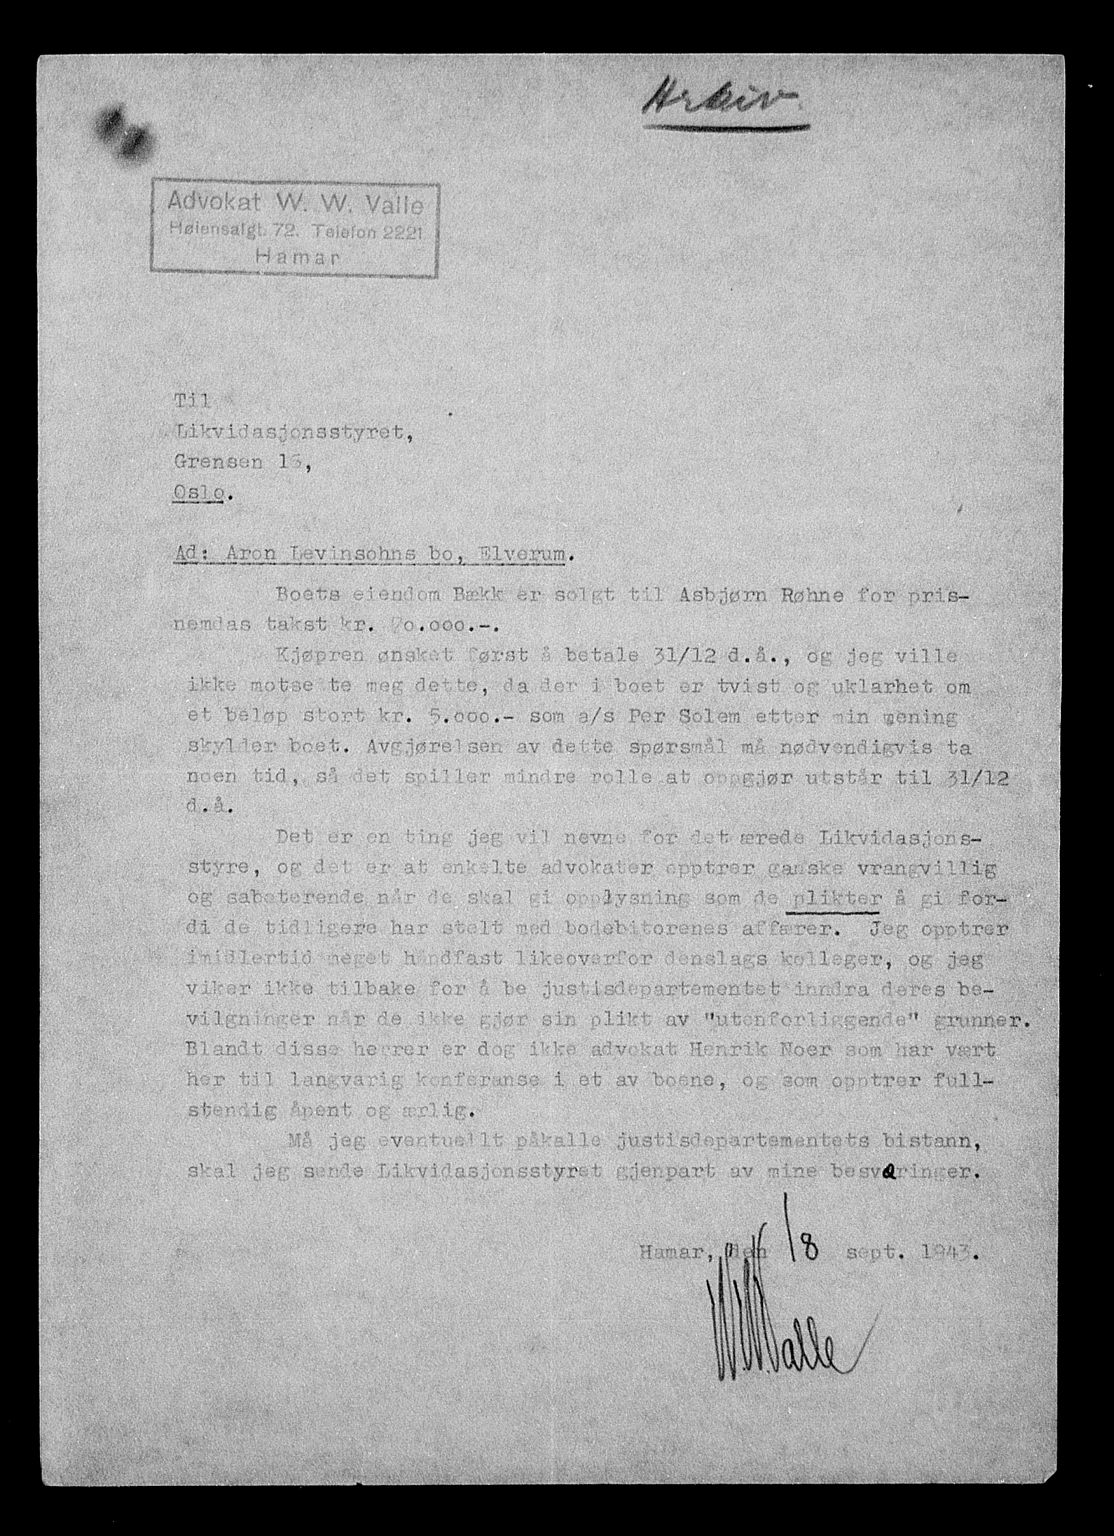 Arkiv
Advokat W. W. Valle
Høiensalgt. 72. Telefon 2221
Hamar
Til
Likvidasjonsstyret,
Grensen 15,
Oslo.
Ad: Aron Levinsohns bo, Elverum.
Boets eiendom Bækk er solgt til Asbjørn Røhne for pris-
nemdas takst kr. 70.000.-.
Kjøpren ønsket først å betale 31/12 d.å., og jeg ville
ikke motse te meg dette, da der i boet er tvist og uklarhet om
et beløp stort kr. 5.000.- som a/s Per Solem etter min mening
skylder boet. Avgjørelsen av dette spørsmål må nødvendigvis ta
noen tid, så det spiller mindre rolle at oppgjør utstår til 31/12
d.å.
Det er en ting jeg vil nevne for det ærede Likvidasjons-
styre, og det er at enkelte advokater opptrer ganske vrangvillig
og saboterende når de skal gi opplysning som de plikter å gi for-
di de tidligere har stelt med bodebitorenes affærer. Jeg opptrer
imidlertid meget håndfast likeoverfor denslags kolleger, og jeg
viker ikke tilbake for å be justisdepartementet inndra deres be-
vilgninger når de ikke gjør sin plikt av "utenforliggende" grunner.
Blandt disse herrer er dog ikke advokat Henrik Noer som har vært
her til langvarig konferanse i et av boene, og som opptrer full-
stendig åpent og ærlig.
Må jeg eventuellt påkalle justisdepartementets bistann,
skal jeg sende Likvidasjonsstyret gjenpart av mine besværinger.
Hamar, den 18 sept. 1943.
W. W. Valle